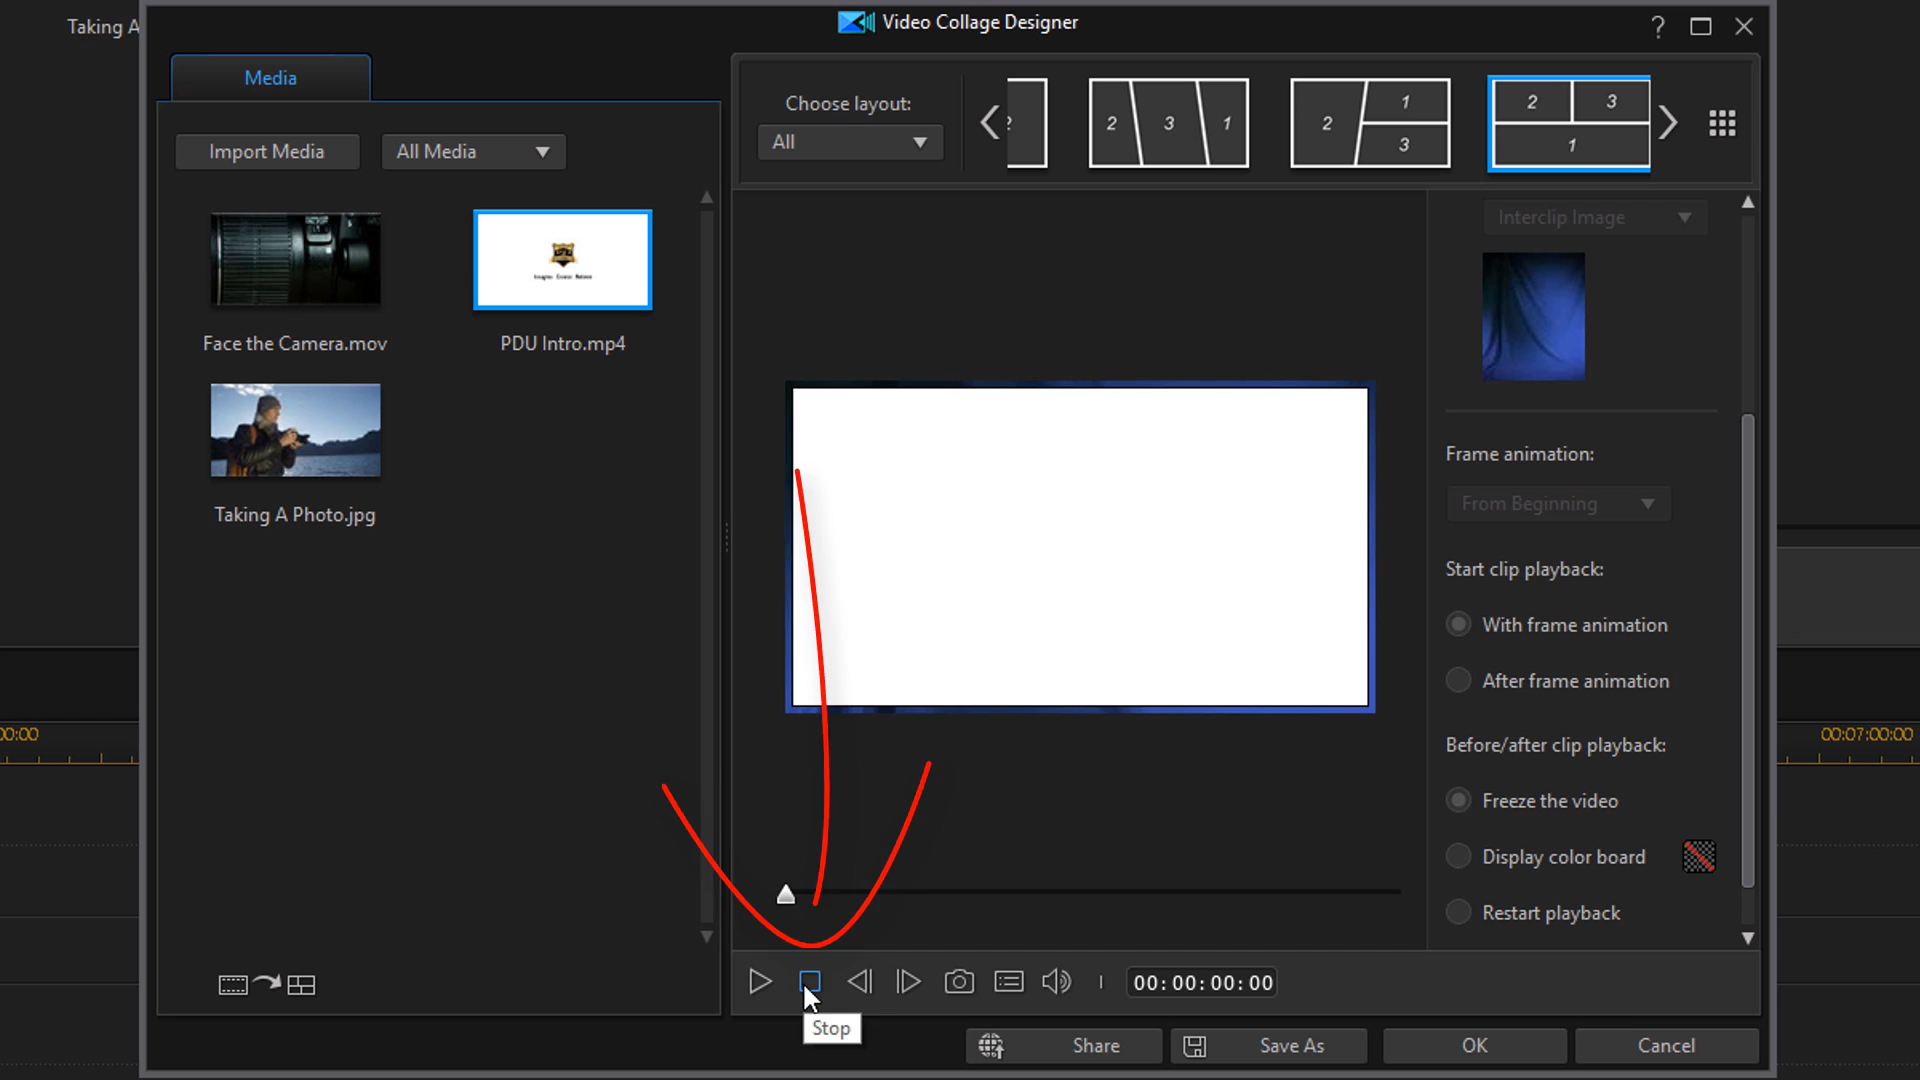 Taking A
Video Collage Designer
?
Media
Choose layout:
All
2 3 1
2 1 3
2 3 1
Import Media
All Media
Interclip Image
Face the Camera.mov
PDU Intro.mp4
Taking A Photo.jpg
Frame animation:
From Beginning
Start clip playback:
With frame animation
After frame animation
Before/after clip playback:
Freeze the video
Display color board
Restart playback
00:00
00:07:00:00
00:00:00:00
Stop
Share
Save As
OK
Cancel